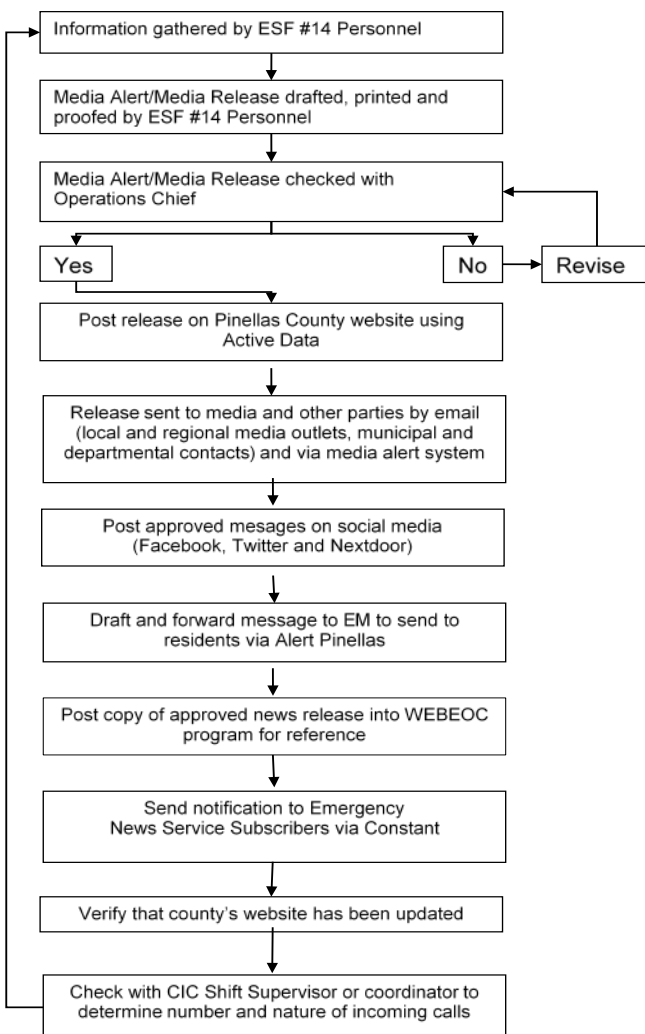 Information gathered by ESF #14 Personnel
Media Alert/Media Release drafted, printed and
proofed by ESF #14 Personnel
Media Alert/Media Release checked with
Operations Chief
Yes
No
Revise
Post release on Pinellas County website using
Active Data
Release sent to media and other parties by email
(local and regional media outlets, municipal and
departmental contacts) and via media alert system
Post approved mesages on social media
(Facebook, Twitter and Nextdoor)
Draft and forward message to EM to send to
residents via Alert Pinellas
Post copy of approved news release into WEBEOC
program for reference
Send notification to Emergency
News Service Subscribers via Constant
Verify that county's website has been updated
Check with CIC Shift Supervisor or coordinator to
determine number and nature of incoming calls